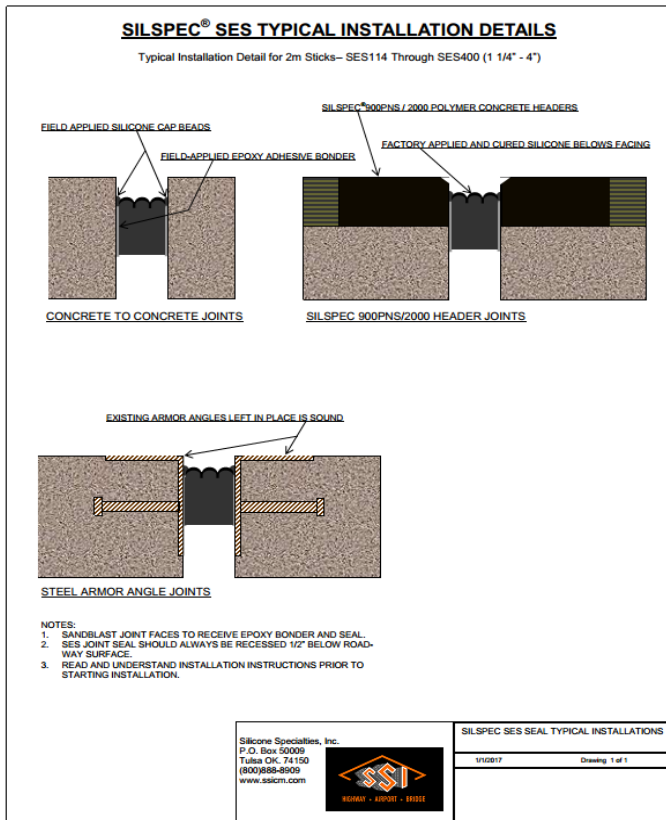 SILSPEC® SES TYPICAL INSTALLATION DETAILS
Typical Installation Detail for 2m Sticks– SES114 Through SES400 (1 1/4" - 4")
SILSPEC®900PNS / 2000 POLYMER CONCRETE HEADERS
FIELD APPLIED SILICONE CAP BEADS
FACTORY APPLIED AND CURED SILICONE BELOWS FACING
FIELD-APPLIED EPOXY ADHESIVE BONDER
CONCRETE TO CONCRETE JOINTS
SILSPEC 900PNS/2000 HEADER JOINTS
EXISTING ARMOR ANGLES LEFT IN PLACE IS SOUND
STEEL ARMOR ANGLE JOINTS
NOTES:
1. SANDBLAST JOINT FACES TO RECEIVE EPOXY BONDER AND SEAL.
2. SES JOINT SEAL SHOULD ALWAYS BE RECESSED 1/2" BELOW ROAD-
WAY SURFACE.
3. READ AND UNDERSTAND INSTALLATION INSTRUCTIONS PRIOR TO
STARTING INSTALLATION.
Silicone Specialties, Inc.
P.O. Box 50009
Tulsa OK. 74150
(800)888-8909
www.ssicm.com
SSI
HIGHWAY • AIRPORT • BRIDGE
SILSPEC SES SEAL TYPICAL INSTALLATIONS
1/1/2017 Drawing 1 of 1